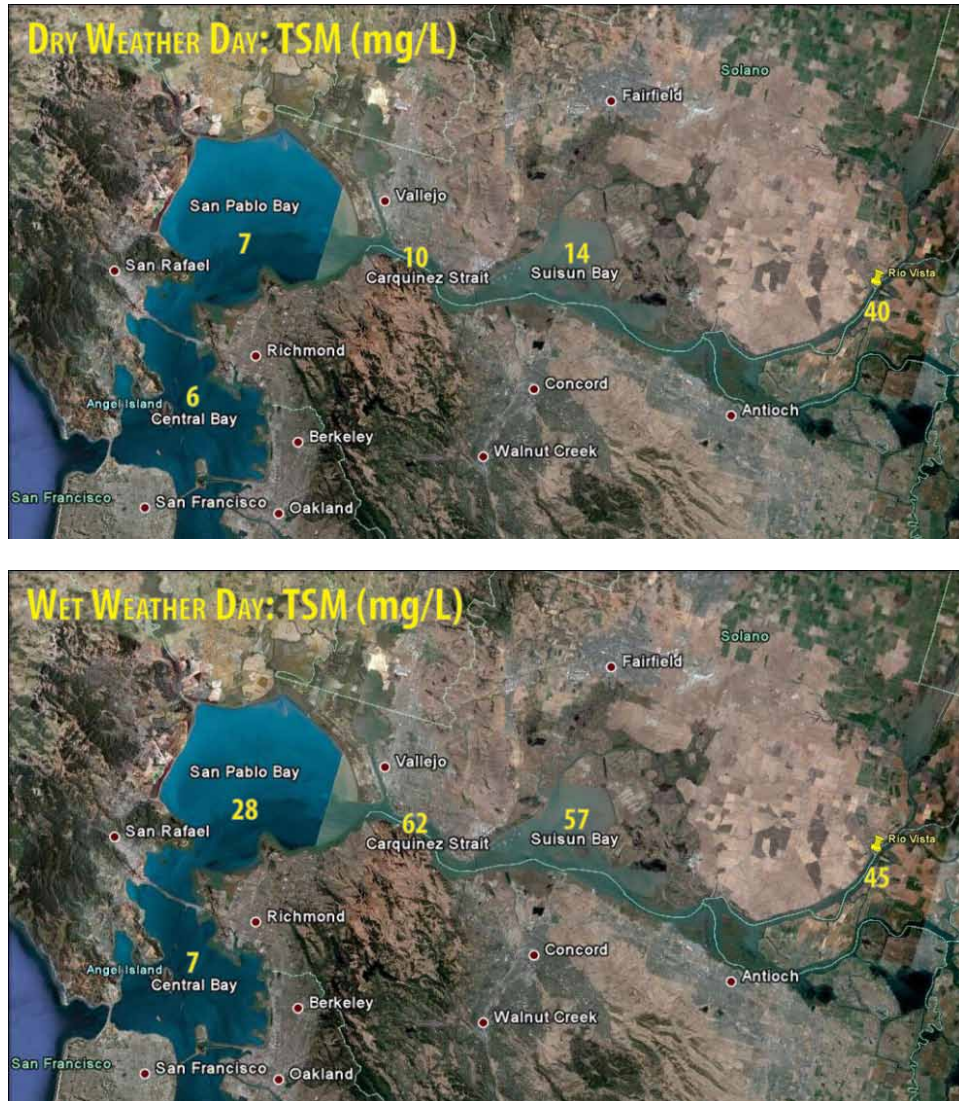 DRY WEATHER DAY: TSM (mg/L)
Solano
Fairfield
San Pablo Bay
Vallejo
7
10
14
San Rafael
Carquinez Strait
Suisun Bay
Rio Vista
40
Richmond
6
Angel Island
Central Bay
Concord
Antioch
Berkeley
Walnut Creek
San Francisco
San Francisco
Oakland
WET WEATHER DAY: TSM (mg/L)
Solano
Fairfield
San Pablo Bay
Vallejo
28
62
57
San Rafael
Carquinez Strait
Suisun Bay
Rio Vista
45
Richmond
7
Angel Island
Central Bay
Concord
Antioch
Berkeley
Walnut Creek
San Francisco
San Francisco
Oakland